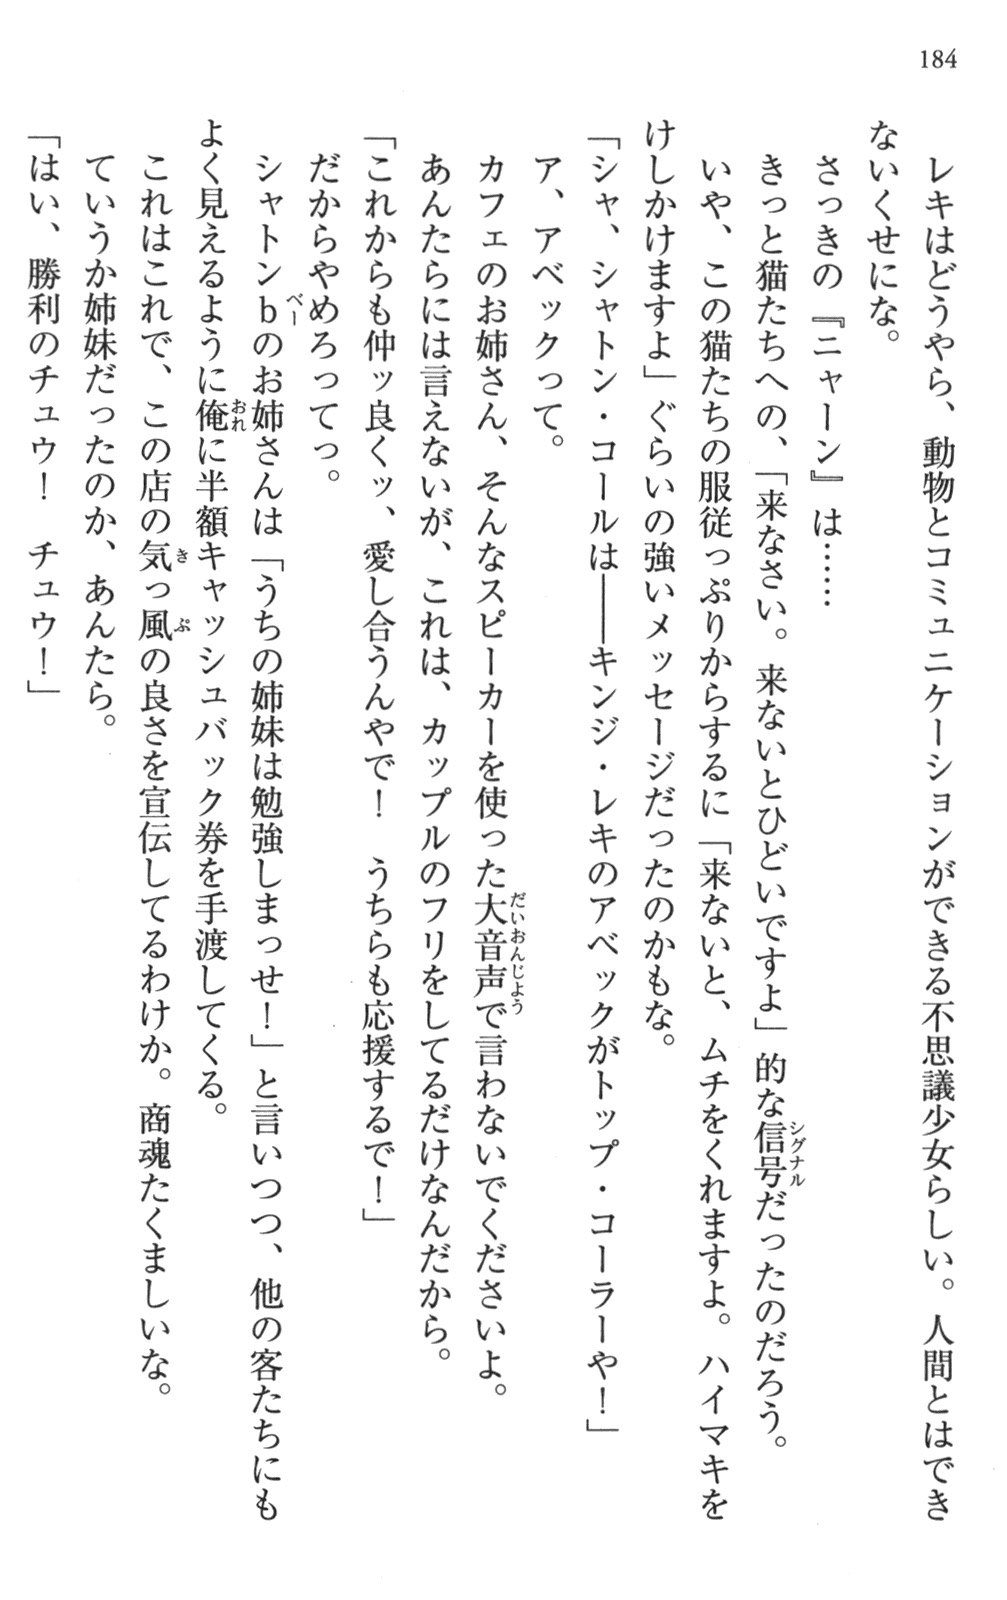 184
レキはどうやら、動物とコミュニケーションができる不思議少女らしい。人間とはでき
ないくせにな。
さっきの『ニャーン』は……
きっと猫たちへの、「来なさい。来ないとひどいですよ」的な信号だったのだろう。
シグナル
いや、この猫たちの服従っぷりからするに「来ないと、ムチをくれますよ。ハイマキを
けしかけますよ」ぐらいの強いメッセージだったのかもな。
「シャ、シャトン・コールは――キンジ・レキのアベックがトップ・コーラーや！」
ア、アベックって。
カフェのお姉さん、そんなスピーカーを使った大音声で言わないでくださいよ。
だいおんじよう
あんたらには言えないが、これは、カップルのフリをしてるだけなんだから。
「これからも仲ッ良くッ、愛し合うんやで！　うちらも応援するで！」
だからやめろってっ。
シャトンｂのお姉さんは「うちの姉妹は勉強しまっせ！」と言いつつ、他の客たちにも
べー
よく見えるように俺に半額キャッシュバック券を手渡してくる。
おれ
これはこれで、この店の気っ風の良さを宣伝してるわけか。商魂たくましいな。
きっぷ
ていうか姉妹だったのか、あんたら。
「はい、勝利のチュウ！　チュウ！」